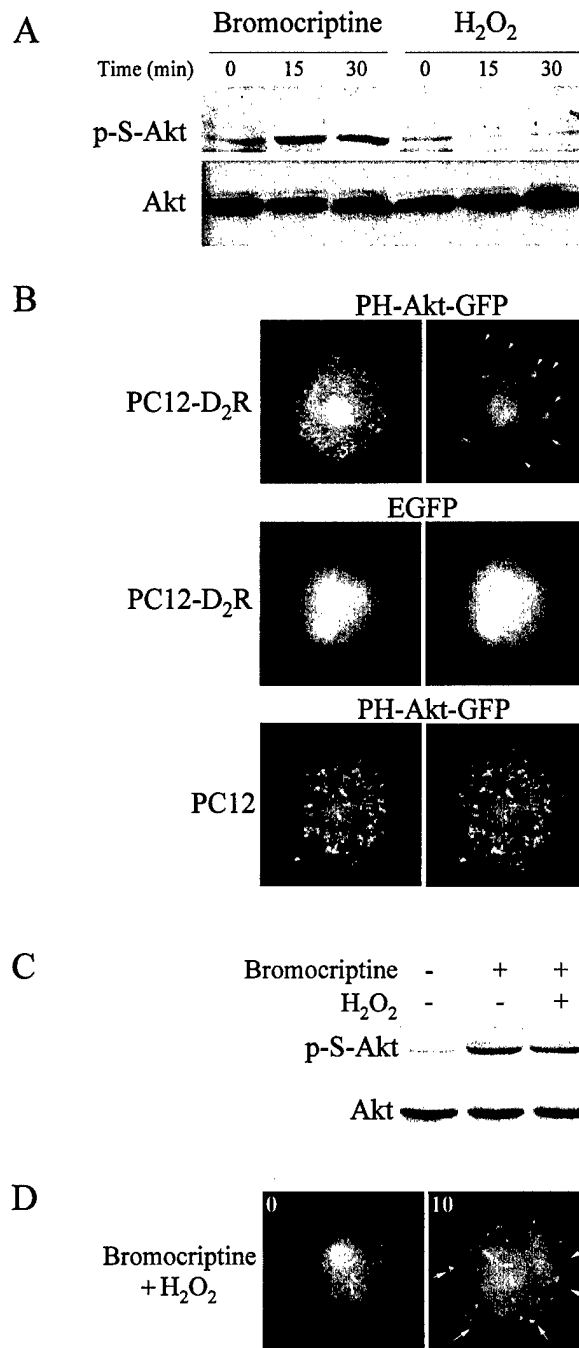 A
Bromocriptine H₂O₂
Time (min) 0 15 30 0 15 30
p-S-Akt
Akt
B
PH-Akt-GFP
PC12-D₂R
EGFP
PC12-D₂R
PH-Akt-GFP
PC12
C
Bromocriptine - + +
H₂O₂ - - +
p-S-Akt
Akt
D
0 10
Bromocriptine
+ H₂O₂